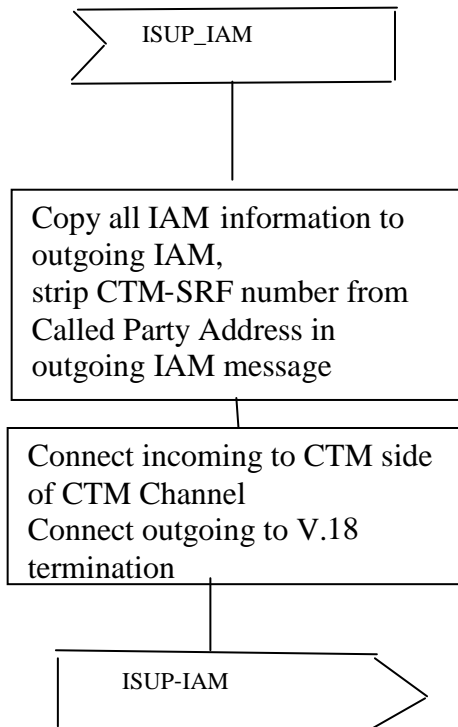 ISUP_IAM
Copy all IAM information to
outgoing IAM,
strip CTM-SRF number from
Called Party Address in
outgoing IAM message
Connect incoming to CTM side
of CTM Channel
Connect outgoing to V.18
termination
ISUP-IAM